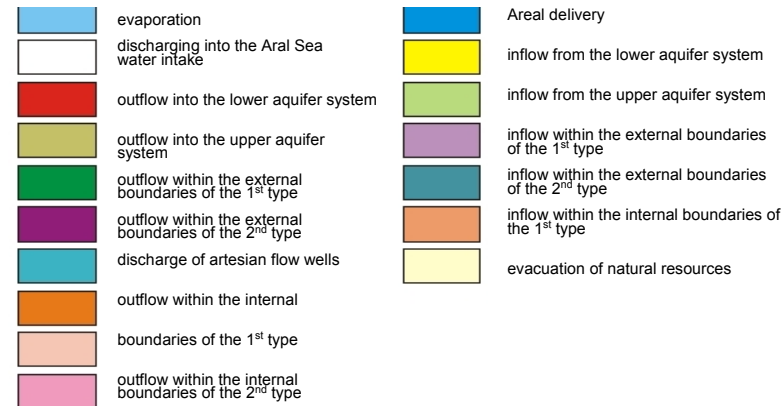 evaporation
discharging into the Aral Sea
water intake
outflow into the lower aquifer system
outflow into the upper aquifer
system
outflow within the external
boundaries of the 1st type
outflow within the external
boundaries of the 2nd type
discharge of artesian flow wells
outflow within the internal
boundaries of the 1st type
outflow within the internal
boundaries of the 2nd type
Areal delivery
inflow from the lower aquifer system
inflow from the upper aquifer system
inflow within the external boundaries
of the 1st type
inflow within the external boundaries
of the 2nd type
inflow within the internal boundaries of
the 1st type
evacuation of natural resources